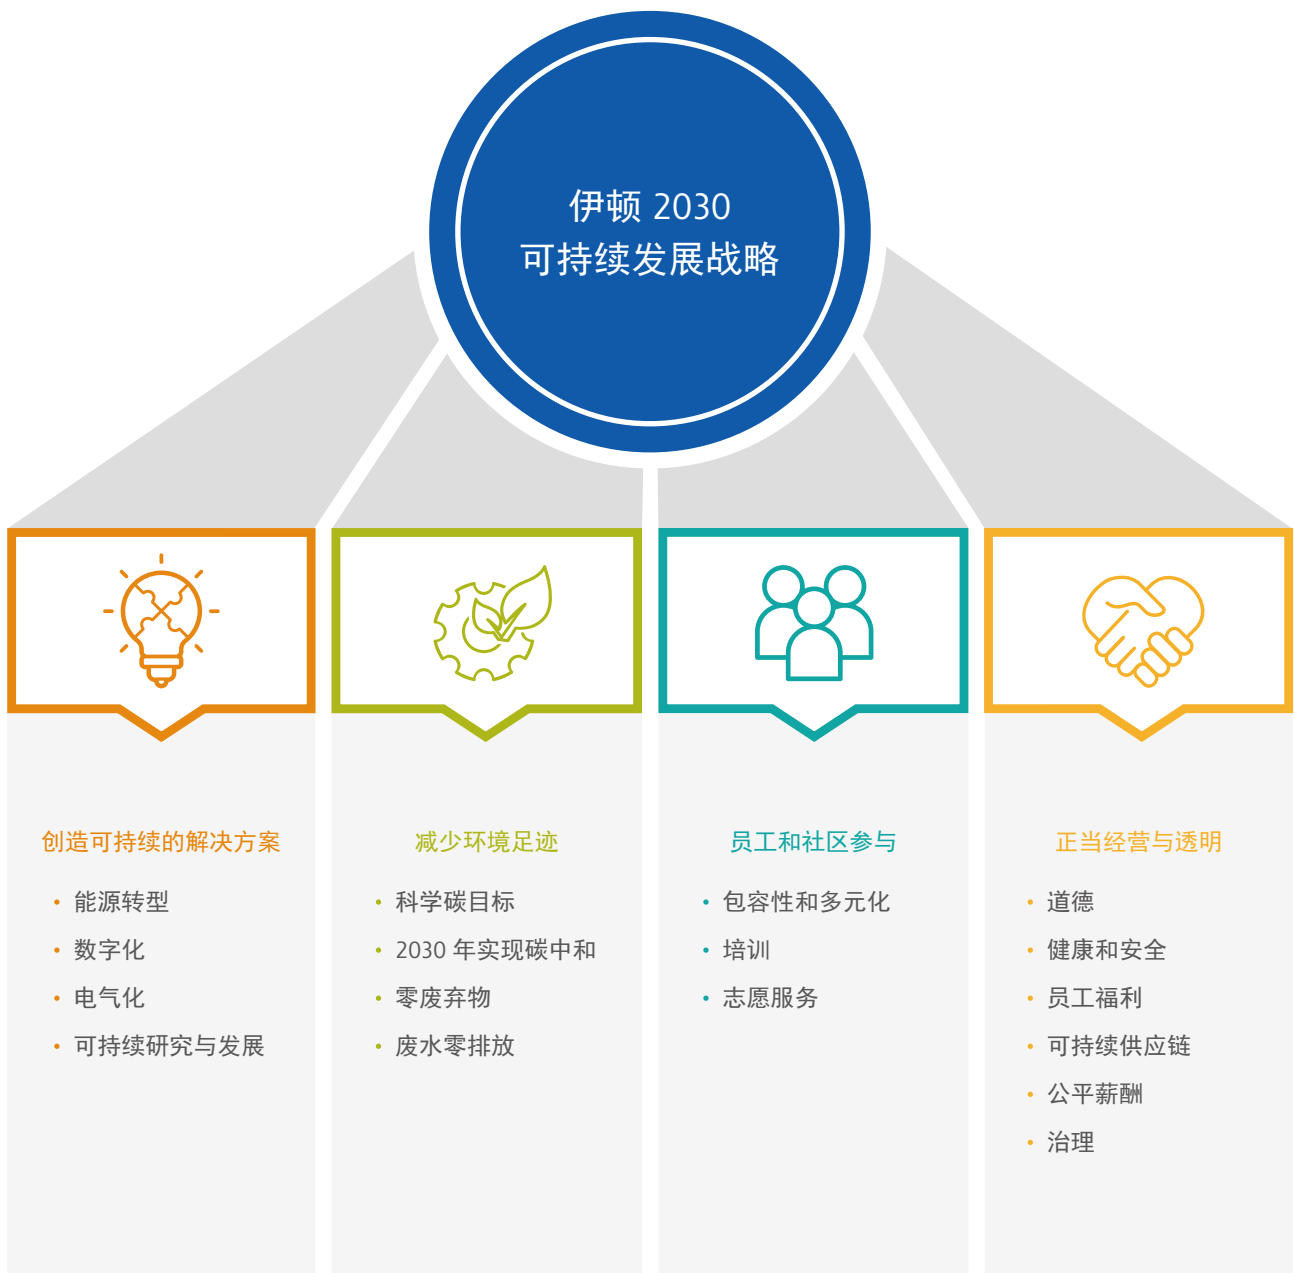 伊顿 2030
可持续发展战略
创造可持续的解决方案
• 能源转型
• 数字化
• 电气化
• 可持续研究与发展
减少环境足迹
• 科学碳目标
• 2030 年实现碳中和
• 零废弃物
• 废水零排放
员工和社区参与
• 包容性和多元化
• 培训
• 志愿服务
正当经营与透明
• 道德
• 健康和安全
• 员工福利
• 可持续供应链
• 公平薪酬
• 治理